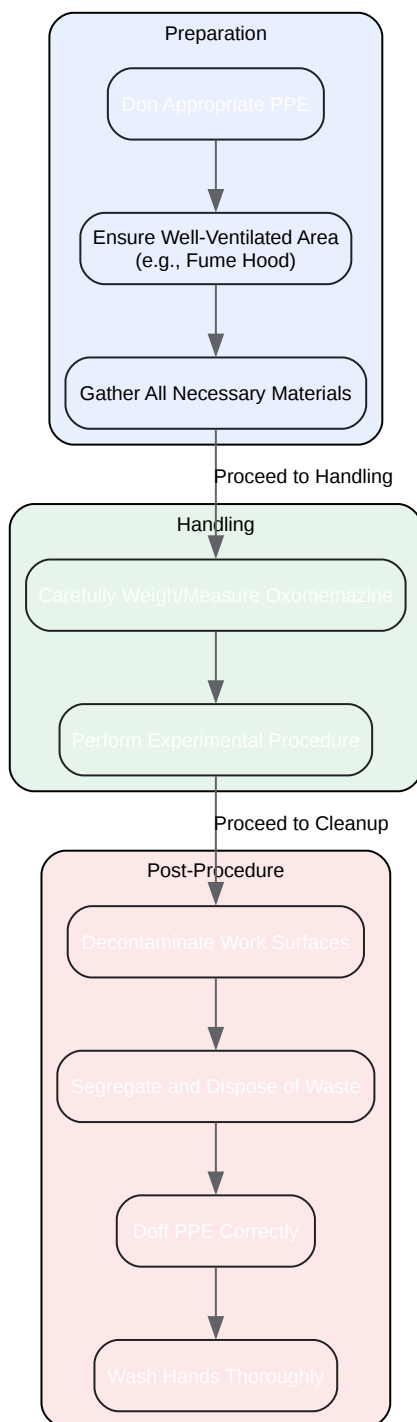 Preparation
Don Appropriate PPE
Ensure Well-Ventilated Area
(e.g., Fume Hood)
Gather All Necessary Materials
Proceed to Handling
Handling
Carefully Weigh/Measure Oxomemazine
Perform Experimental Procedure
Proceed to Cleanup
Post-Procedure
Decontaminate Work Surfaces
Segregate and Dispose of Waste
Doff PPE Correctly
Wash Hands Thoroughly